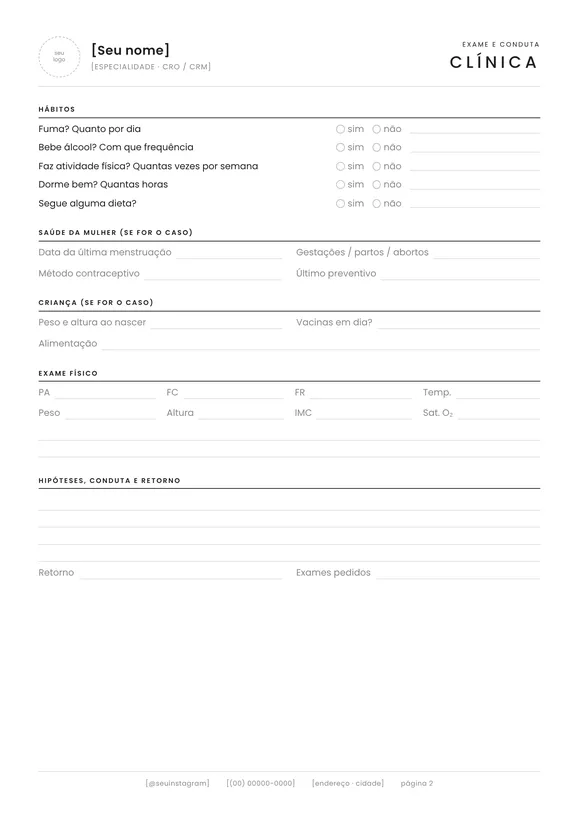 seu
logo
[Seu nome]
[ESPECIALIDADE · CRO / CRM]
EXAME E CONDUTA
CLÍNICA
HÁBITOS
Fuma? Quanto por dia sim não
Bebe álcool? Com que frequência sim não
Faz atividade física? Quantas vezes por semana sim não
Dorme bem? Quantas horas sim não
Segue alguma dieta? sim não
SAÚDE DA MULHER (SE FOR O CASO)
Data da última menstruação Gestações / partos / abortos
Método contraceptivo Último preventivo
CRIANÇA (SE FOR O CASO)
Peso e altura ao nascer Vacinas em dia?
Alimentação
EXAME FÍSICO
PA FC FR Temp.
Peso Altura IMC Sat. O₂
HIPÓTESES, CONDUTA E RETORNO
Retorno Exames pedidos
[@seuinstagram] [(00) 00000-0000] [endereço · cidade] página 2